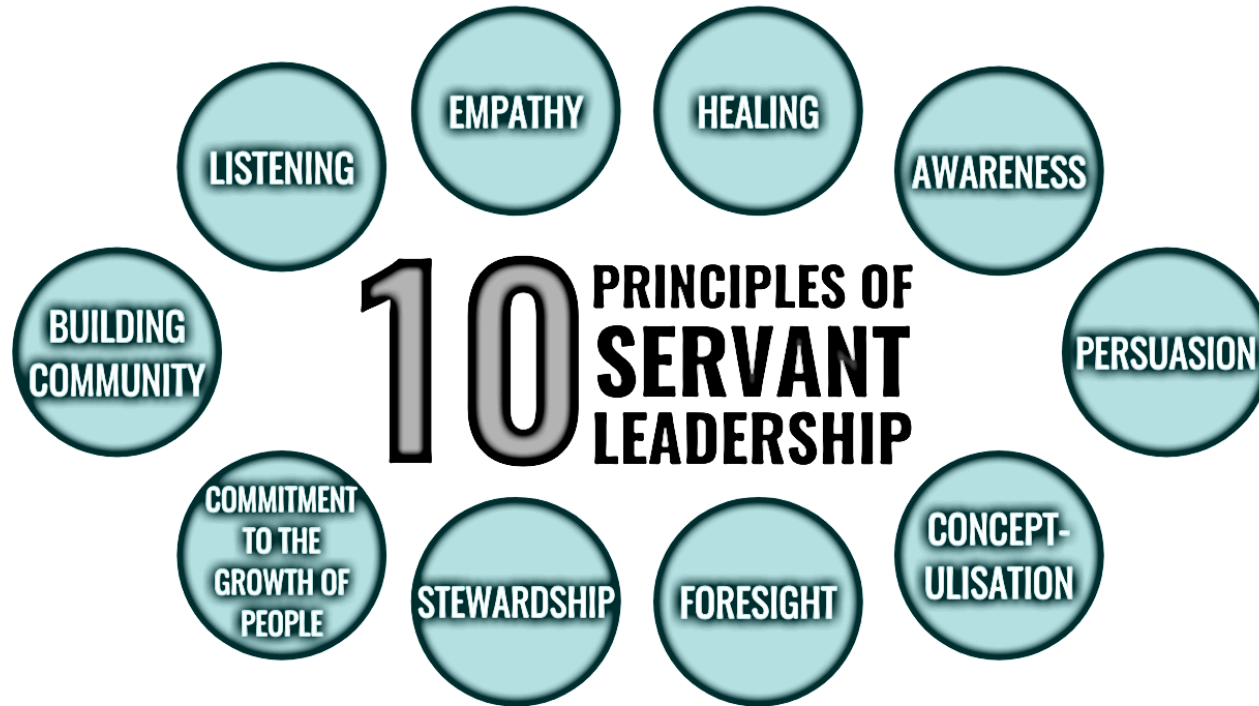 EMPATHY
HEALING
LISTENING
AWARENESS
BUILDING
COMMUNITY
10
PRINCIPLES OF
SERVANT
LEADERSHIP
PERSUASION
COMMITMENT
TO THE
GROWTH OF
PEOPLE
STEWARDSHIP
FORESIGHT
CONCEPT-
ULISATION